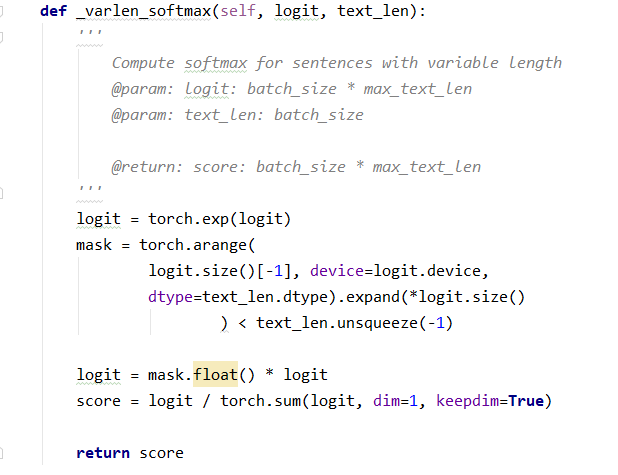 def _varlen_softmax(self, logit, text_len):
'''
Compute softmax for sentences with variable length
@param: logit: batch_size * max_text_len
@param: text_len: batch_size
@return: score: batch_size * max_text_len
'''
logit = torch.exp(logit)
mask = torch.arange(
logit.size()[-1], device=logit.device,
dtype=text_len.dtype).expand(*logit.size()
) < text_len.unsqueeze(-1)
logit = mask.float() * logit
score = logit / torch.sum(logit, dim=1, keepdim=True)
return score